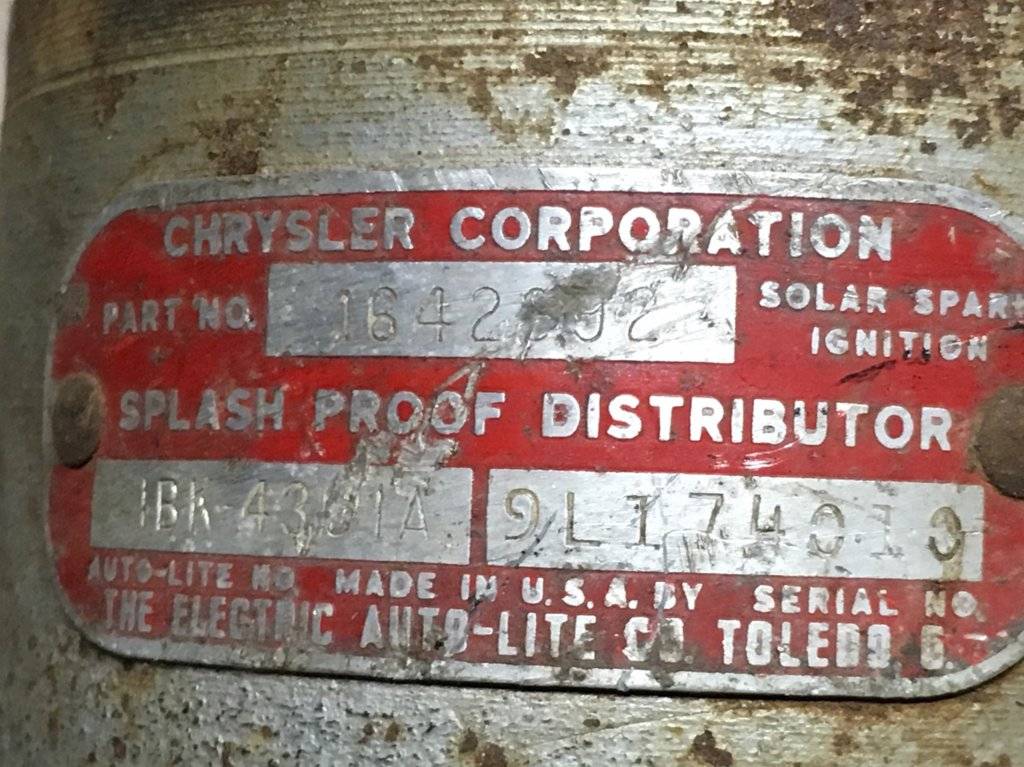 CHRYSLER CORPORATION
PART NO.
SOLAR SPARK
IGNITION
SPLASH PROOF DISTRIBUTOR
9L174013
AUTO-LITE NO. MADE IN U.S.A. BY SERIAL NO.
THE ELECTRIC AUTO-LITE CO. TOLEDO O.